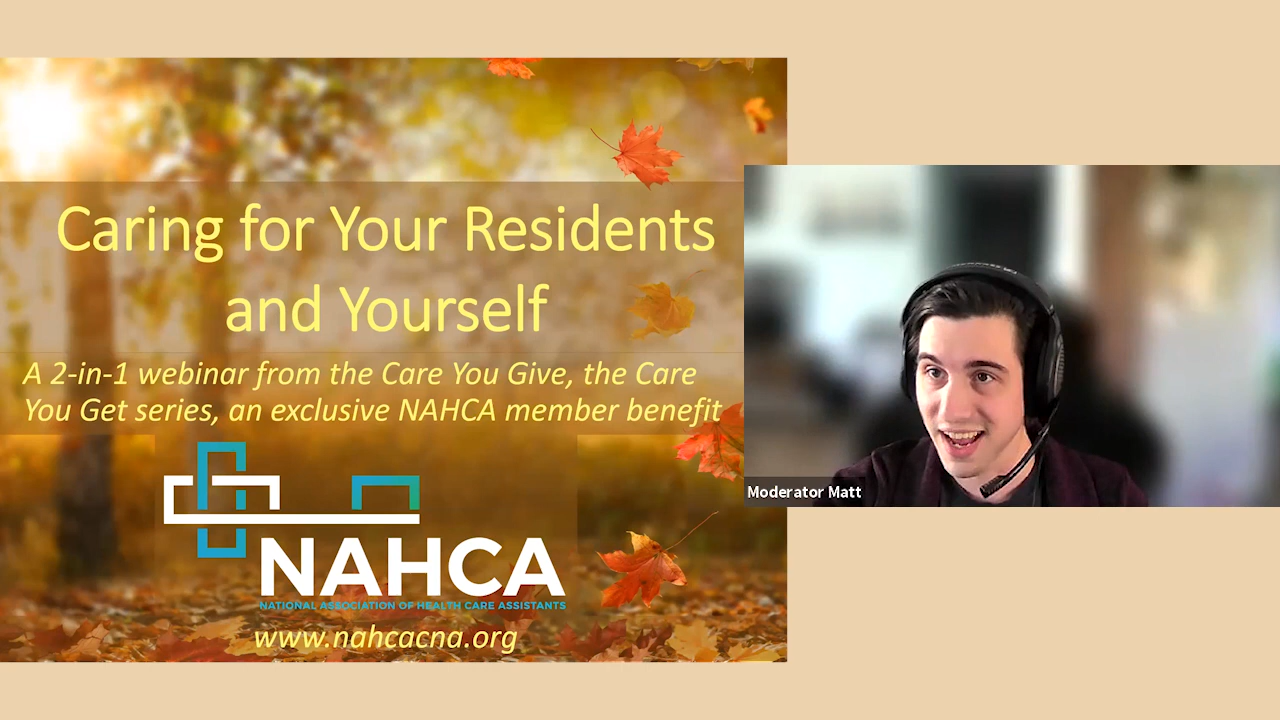 Caring for Your Residents
and Yourself
A 2-in-1 webinar from the Care You Give, the Care
You Get series, an exclusive NAHCA member benefit
NAHCA
NATIONAL ASSOCIATION OF HEALTH CARE ASSISTANTS
www.nahcacna.org
Moderator Matt